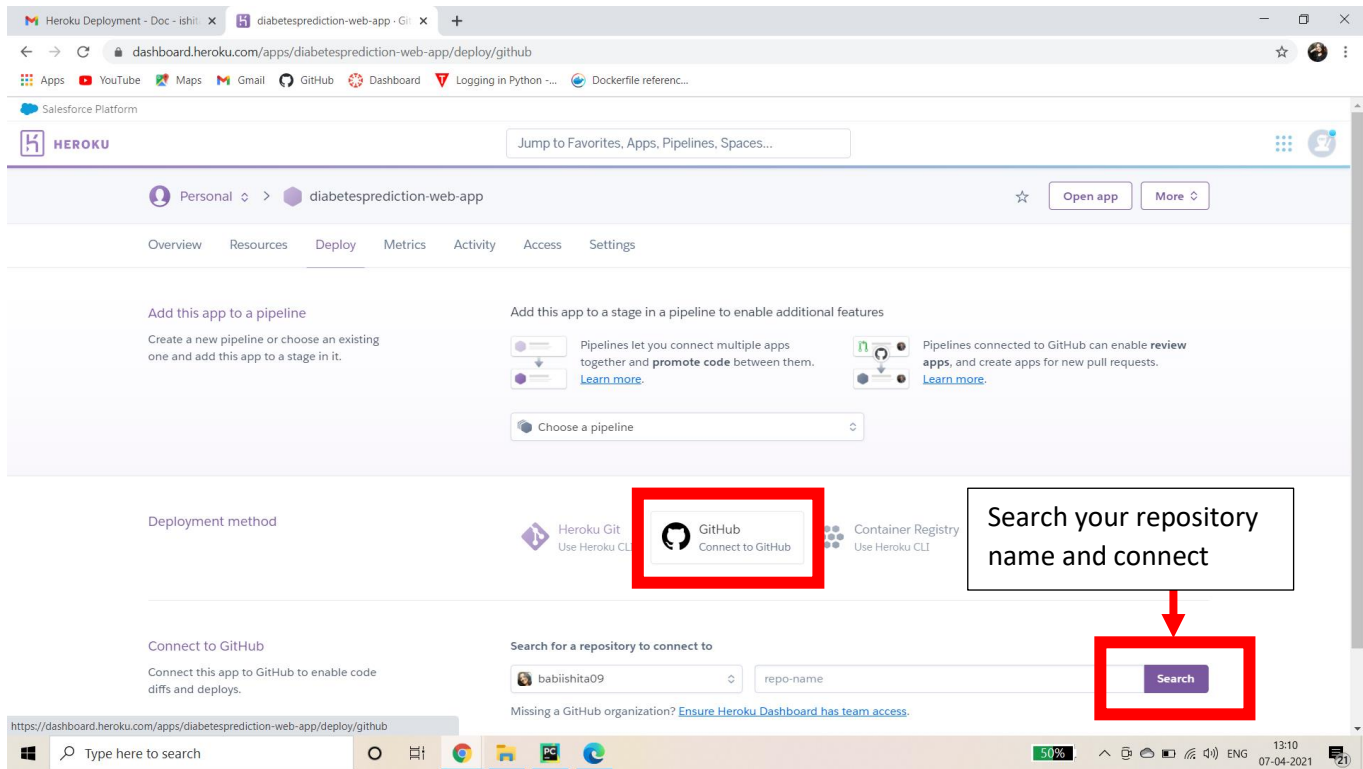 Heroku Deployment - Doc - ishit
diabetesprediction-web-app · Git
dashboard.heroku.com/apps/diabetesprediction-web-app/deploy/github
Apps YouTube Maps Gmail GitHub Dashboard Logging in Python -... Dockerfile referenc...
Salesforce Platform
HEROKU
Jump to Favorites, Apps, Pipelines, Spaces...
Personal > diabetesprediction-web-app
Open app More
Overview Resources Deploy Metrics Activity Access Settings
Add this app to a pipeline
Create a new pipeline or choose an existing
one and add this app to a stage in it.
Add this app to a stage in a pipeline to enable additional features
Pipelines let you connect multiple apps
together and promote code between them.
Learn more.
Pipelines connected to GitHub can enable review
apps, and create apps for new pull requests.
Learn more.
Choose a pipeline
Deployment method
Heroku Git
Use Heroku CLI
GitHub
Connect to GitHub
Container Registry
Use Heroku CLI
Search your repository
name and connect
Connect to GitHub
Connect this app to GitHub to enable code
diffs and deploys.
Search for a repository to connect to
babiishita09 repo-name Search
Missing a GitHub organization? Ensure Heroku Dashboard has team access.
https://dashboard.heroku.com/apps/diabetesprediction-web-app/deploy/github
Type here to search
PC
50%
ENG
13:10
07-04-2021
21